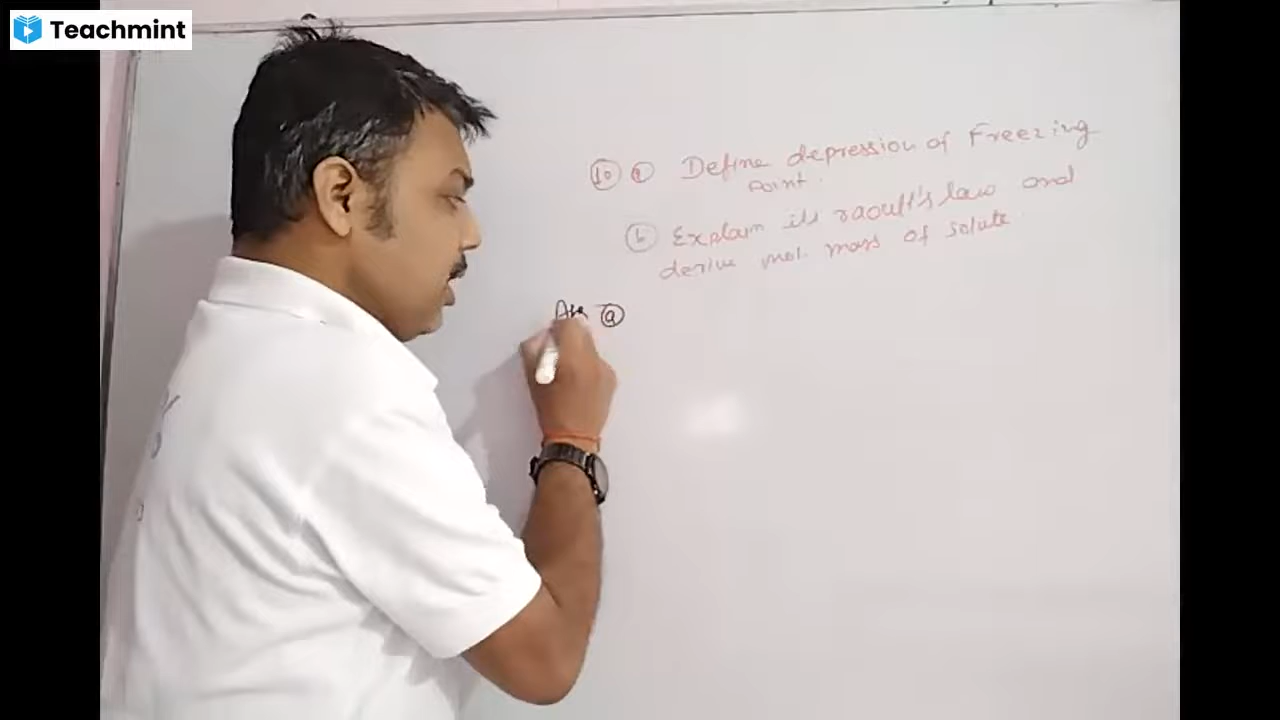 Teachmint
10 a Define depression of Freezing
Point.
b Explain its raoult's law and
derive mol. mass of solute
Ans a